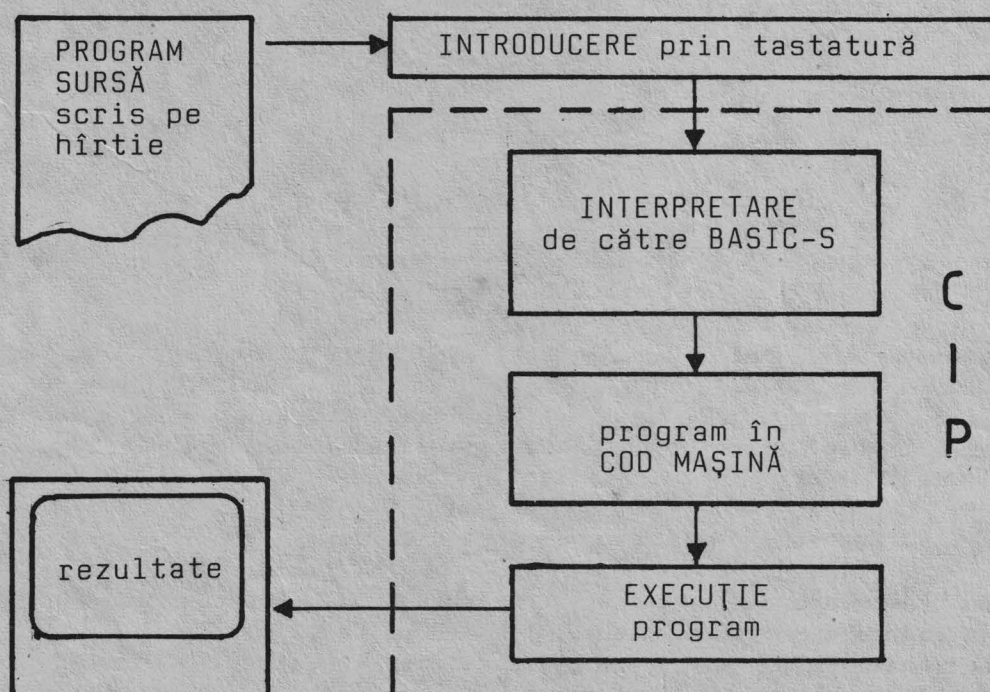 PROGRAM
SURSĂ
scris pe
hîrtie
INTRODUCERE prin tastatură
INTERPRETARE
de către BASIC-S
C
I
P
program în
COD MAŞINĂ
rezultate
EXECUŢIE
program